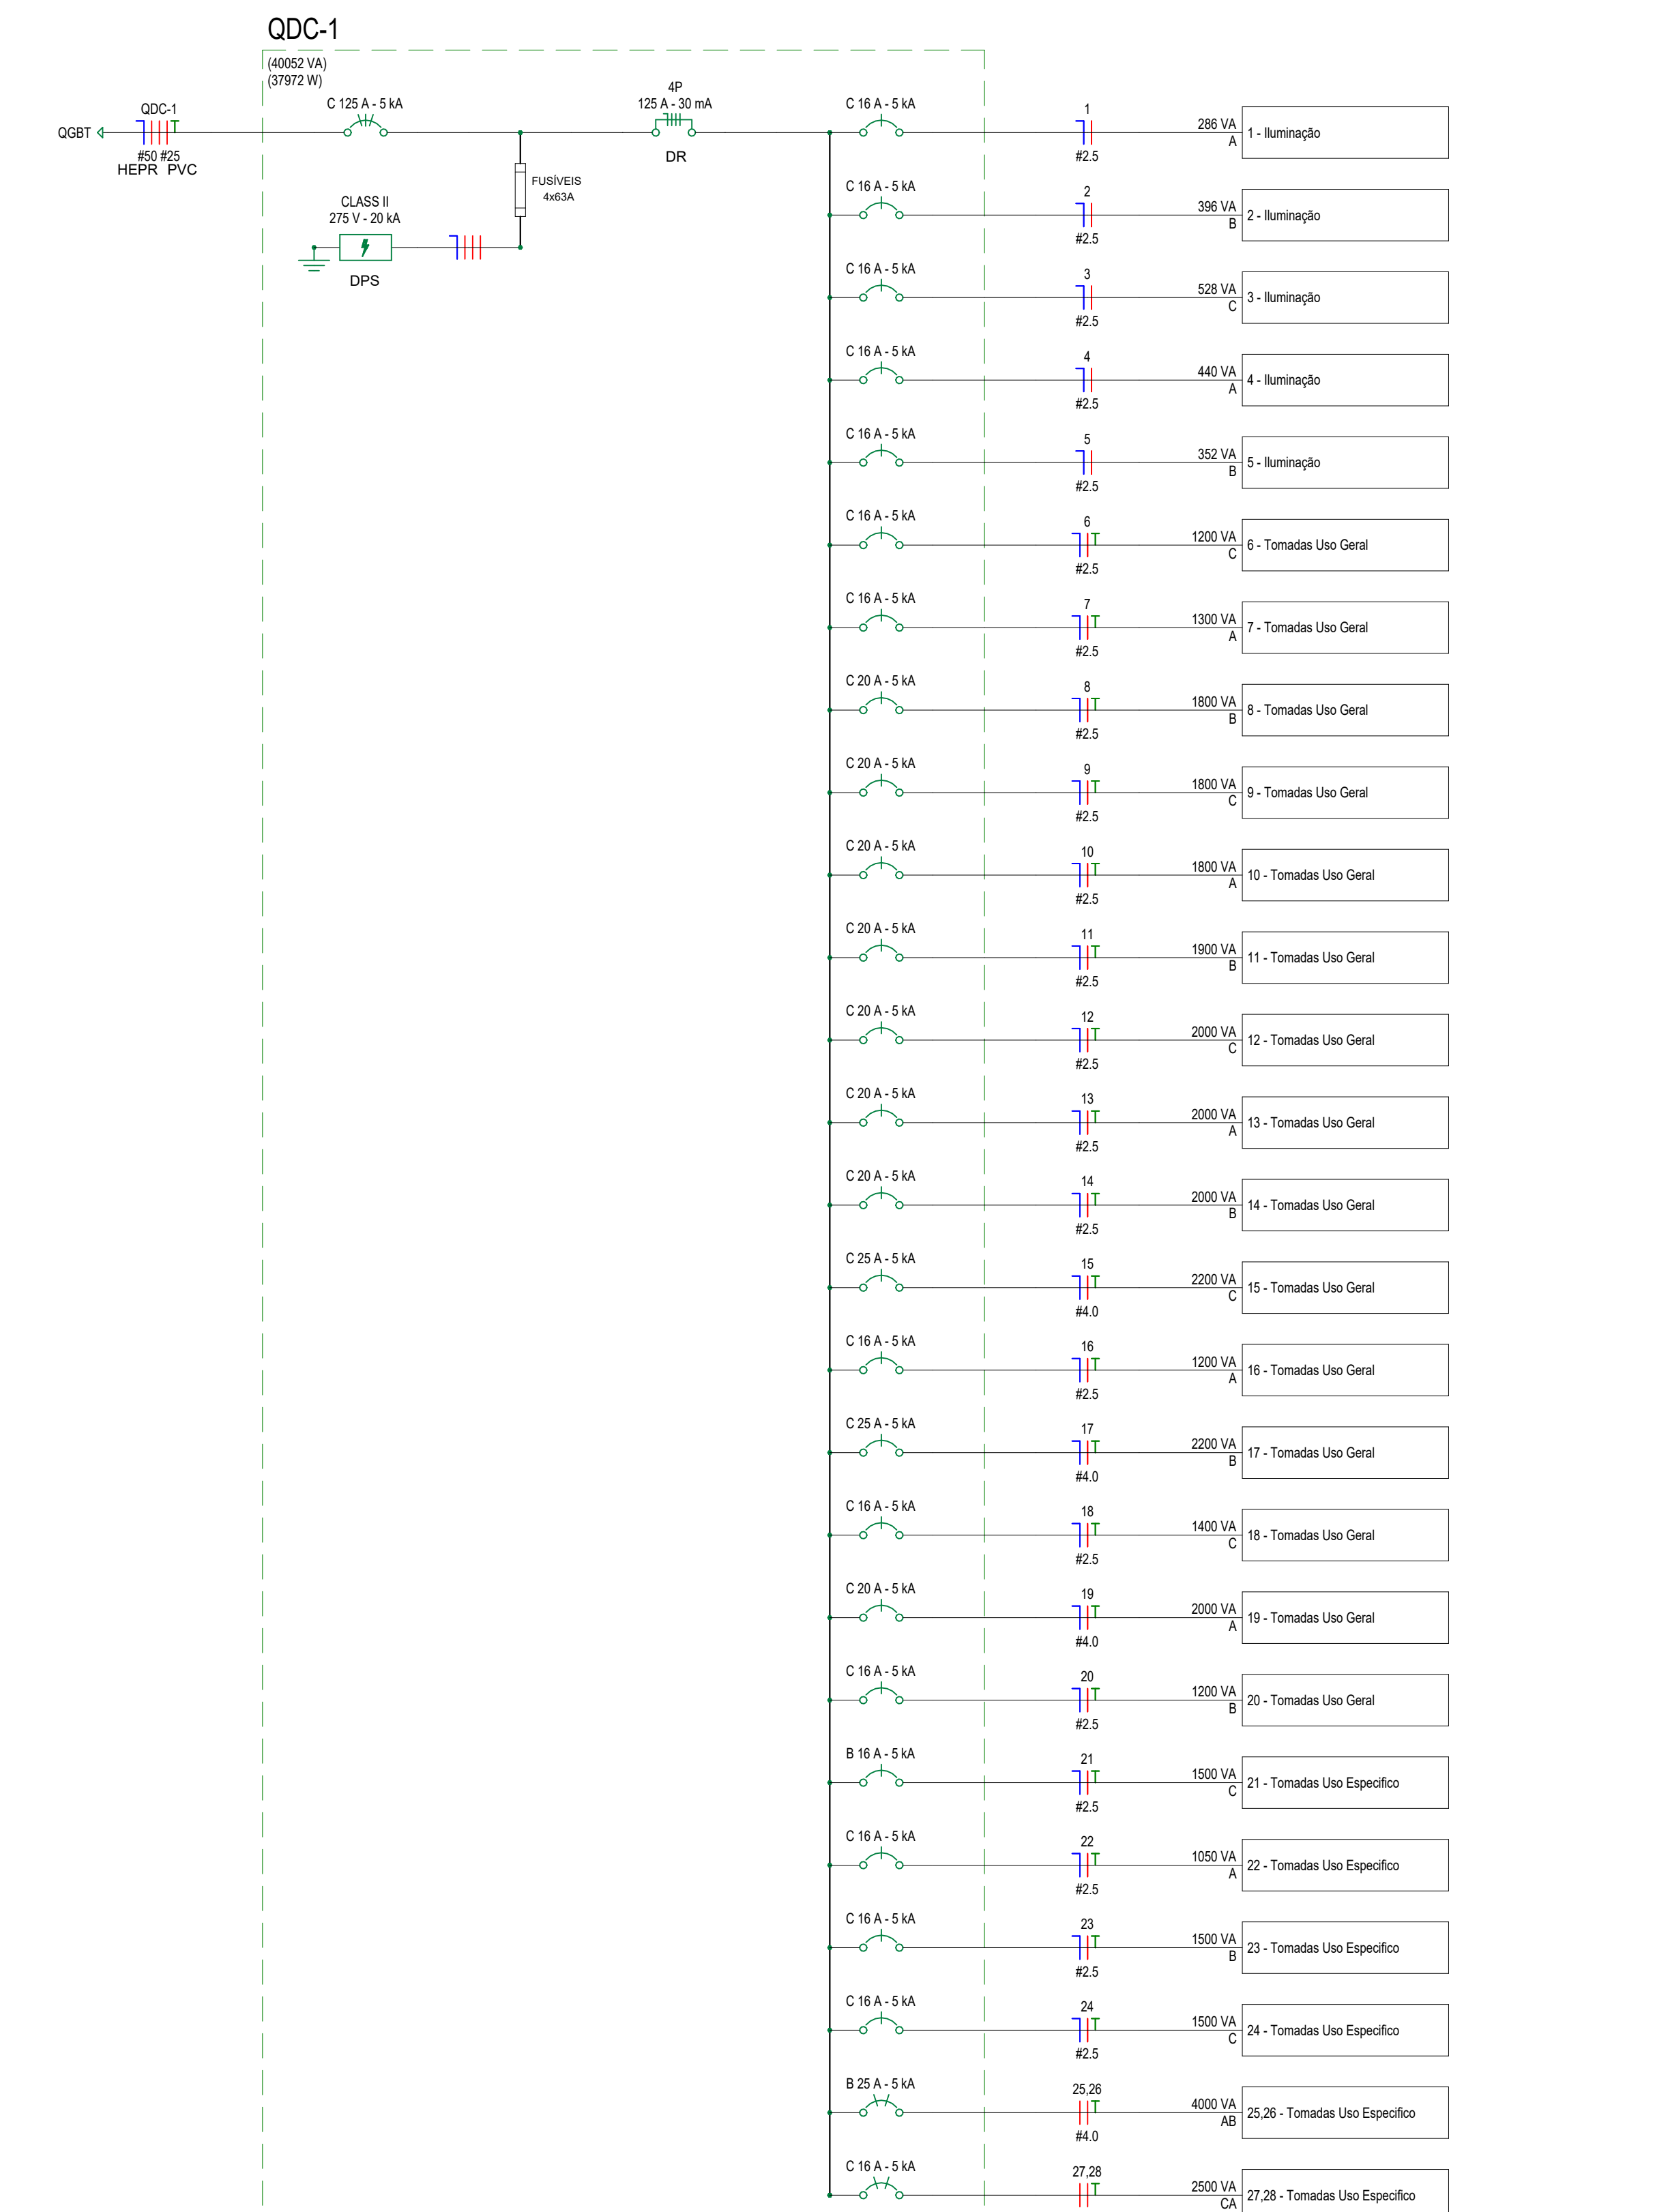 QDC-1
(40052 VA)
(37972 W)
QGBT
QDC-1
#50 #25
HEPR PVC
C 125 A - 5 kA
FUSÍVEIS
4x63A
CLASS II
275 V - 20 kA
DPS
4P
125 A - 30 mA
DR
C 16 A - 5 kA
1
#2.5
286 VA
A
1 - Iluminação
C 16 A - 5 kA
2
#2.5
396 VA
B
2 - Iluminação
C 16 A - 5 kA
3
#2.5
528 VA
C
3 - Iluminação
C 16 A - 5 kA
4
#2.5
440 VA
A
4 - Iluminação
C 16 A - 5 kA
5
#2.5
352 VA
B
5 - Iluminação
C 16 A - 5 kA
6
#2.5
1200 VA
C
6 - Tomadas Uso Geral
C 16 A - 5 kA
7
#2.5
1300 VA
A
7 - Tomadas Uso Geral
C 20 A - 5 kA
8
#2.5
1800 VA
B
8 - Tomadas Uso Geral
C 20 A - 5 kA
9
#2.5
1800 VA
C
9 - Tomadas Uso Geral
C 20 A - 5 kA
10
#2.5
1800 VA
A
10 - Tomadas Uso Geral
C 20 A - 5 kA
11
#2.5
1900 VA
B
11 - Tomadas Uso Geral
C 20 A - 5 kA
12
#2.5
2000 VA
C
12 - Tomadas Uso Geral
C 20 A - 5 kA
13
#2.5
2000 VA
A
13 - Tomadas Uso Geral
C 20 A - 5 kA
14
#2.5
2000 VA
B
14 - Tomadas Uso Geral
C 25 A - 5 kA
15
#4.0
2200 VA
C
15 - Tomadas Uso Geral
C 16 A - 5 kA
16
#2.5
1200 VA
A
16 - Tomadas Uso Geral
C 25 A - 5 kA
17
#4.0
2200 VA
B
17 - Tomadas Uso Geral
C 16 A - 5 kA
18
#2.5
1400 VA
C
18 - Tomadas Uso Geral
C 20 A - 5 kA
19
#4.0
2000 VA
A
19 - Tomadas Uso Geral
C 16 A - 5 kA
20
#2.5
1200 VA
B
20 - Tomadas Uso Geral
B 16 A - 5 kA
21
#2.5
1500 VA
C
21 - Tomadas Uso Especifico
C 16 A - 5 kA
22
#2.5
1050 VA
A
22 - Tomadas Uso Especifico
C 16 A - 5 kA
23
#2.5
1500 VA
B
23 - Tomadas Uso Especifico
C 16 A - 5 kA
24
#2.5
1500 VA
C
24 - Tomadas Uso Especifico
B 25 A - 5 kA
25,26
#4.0
4000 VA
AB
25,26 - Tomadas Uso Especifico
C 16 A - 5 kA
27,28
2500 VA
CA
27,28 - Tomadas Uso Especifico